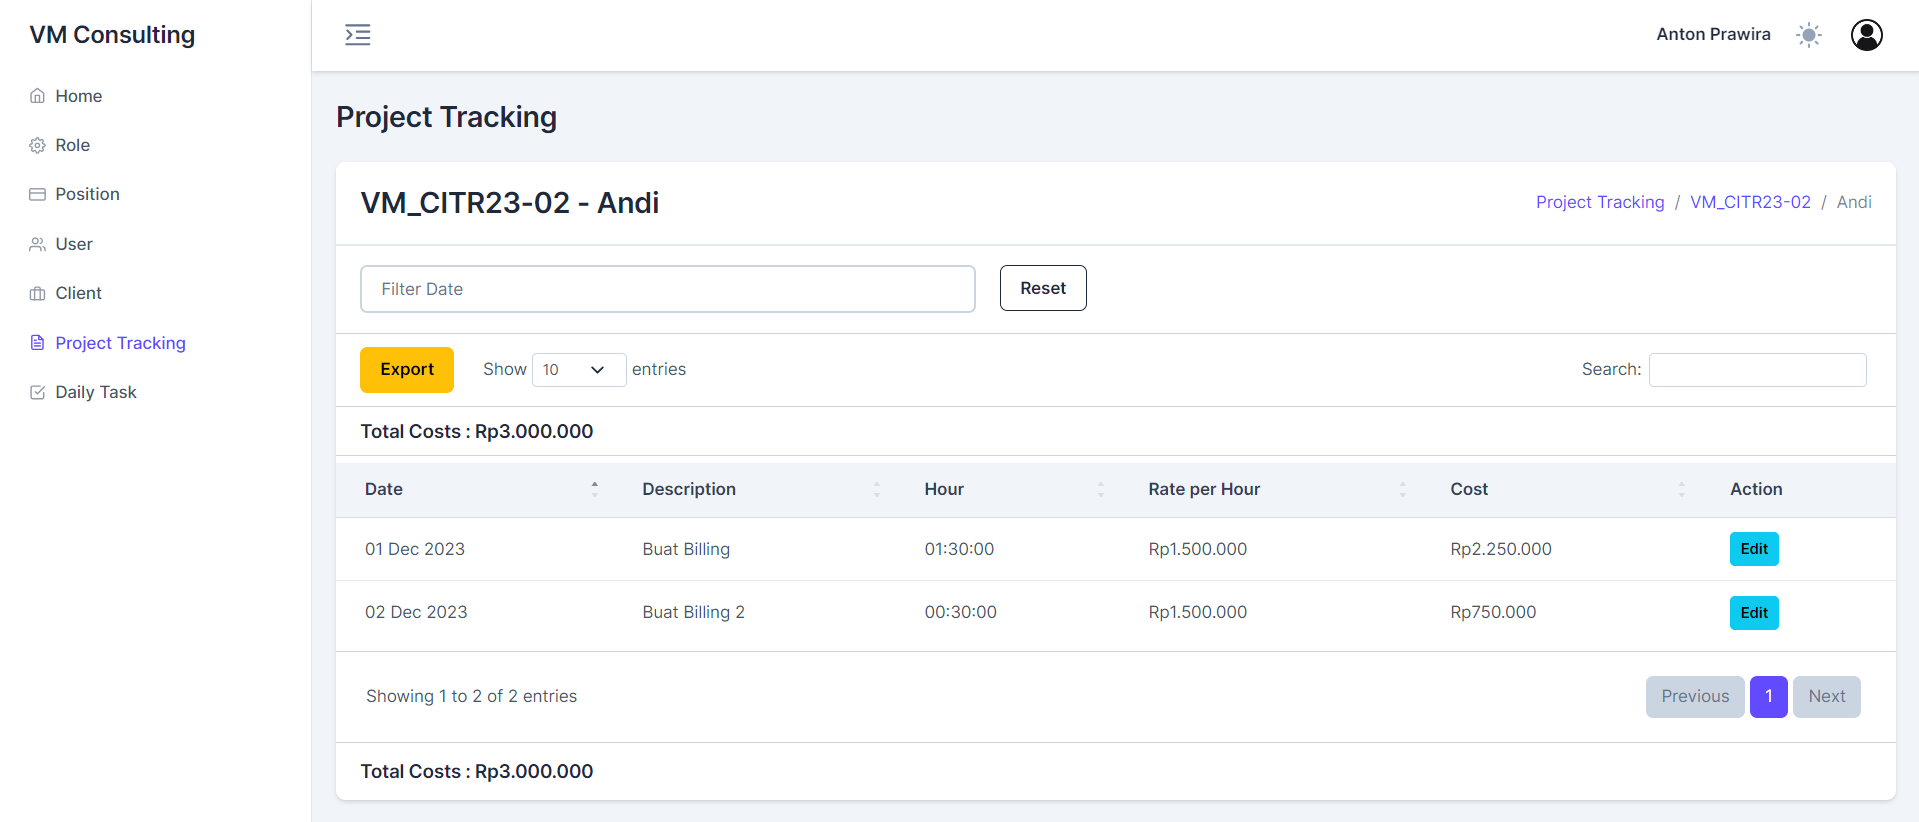 VM Consulting
Anton Prawira
Home
Role
Position
User
Client
Project Tracking
Daily Task
Project Tracking
VM_CITR23-02 - Andi
Project Tracking / VM_CITR23-02 / Andi
Filter Date
Reset
Export
Show 10 entries
Search:
Total Costs : Rp3.000.000
Date Description Hour Rate per Hour Cost Action
01 Dec 2023 Buat Billing 01:30:00 Rp1.500.000 Rp2.250.000 Edit
02 Dec 2023 Buat Billing 2 00:30:00 Rp1.500.000 Rp750.000 Edit
Showing 1 to 2 of 2 entries
Previous 1 Next
Total Costs : Rp3.000.000